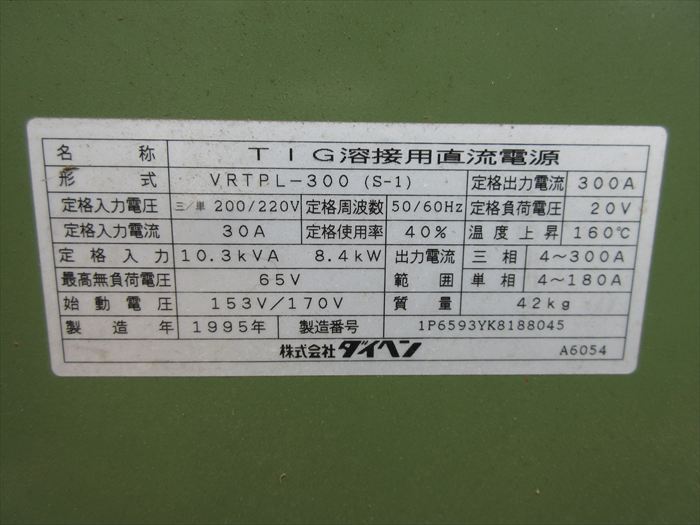 名称 TIG溶接用直流電源
形式 VRTPL-300 (S-1) 定格出力電流 300A
定格入力電圧 三/単 200/220V 定格周波数 50/60Hz 定格負荷電圧 20V
定格入力電流 30A 定格使用率 40% 温度上昇 160℃
定格入力 10.3kVA 8.4kW 出力電流 三相 4~300A
最高無負荷電圧 65V 範囲 単相 4~180A
始動電圧 153V/170V 質量 42kg
製造年 1995年 製造番号 1P6593YK8188045
株式会社 ダイヘン A6054